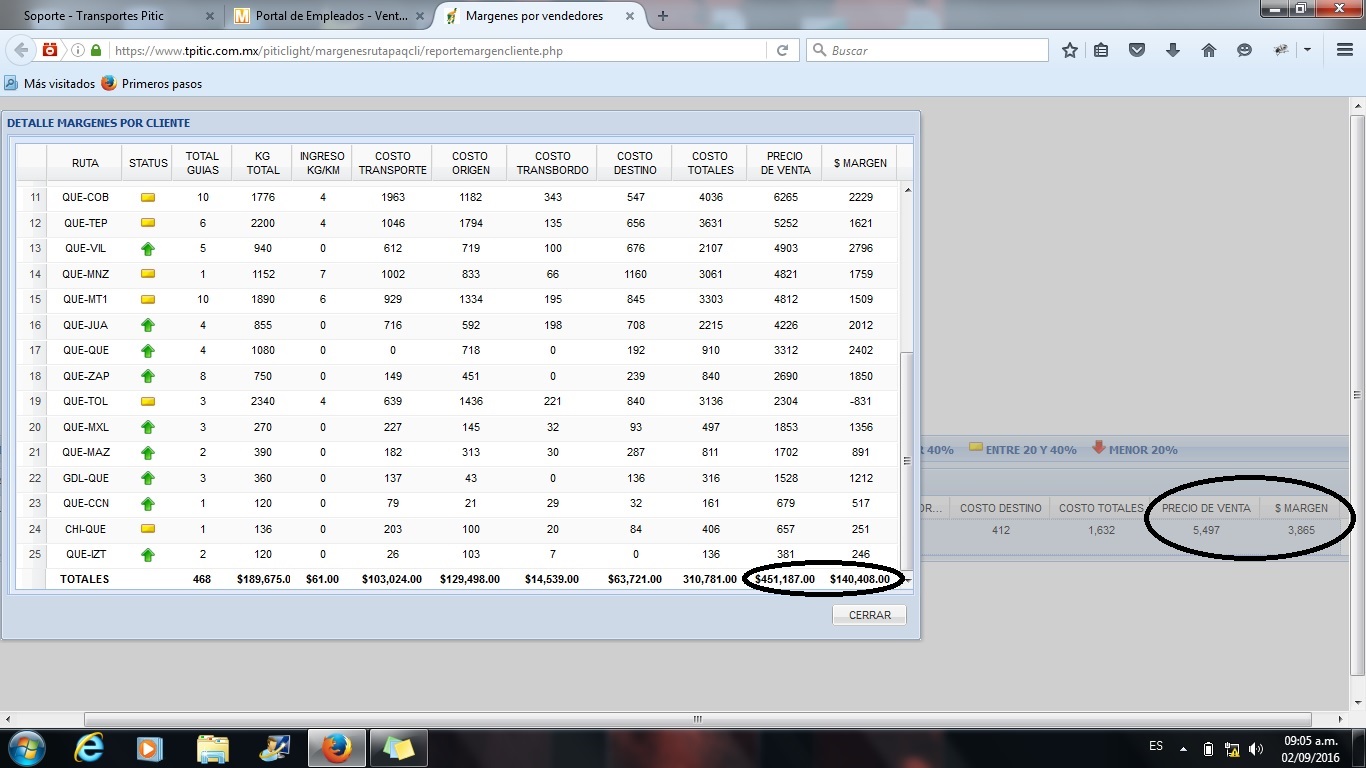 Soporte - Transportes Pitic
Portal de Empleados - Vent...
Margenes por vendedores
https://www.tpitic.com.mx/piticlight/margenesrutapaqcli/reportemargencliente.php
Buscar
Más visitados
Primeros pasos
DETALLE MARGENES POR CLIENTE
RUTA STATUS TOTAL GUIAS KG TOTAL INGRESO KG/KM COSTO TRANSPORTE COSTO ORIGEN COSTO TRANSBORDO COSTO DESTINO COSTO TOTALES PRECIO DE VENTA $ MARGEN
11 QUE-COB 10 1776 4 1963 1182 343 547 4036 6265 2229
12 QUE-TEP 6 2200 4 1046 1794 135 656 3631 5252 1621
13 QUE-VIL 5 940 0 612 719 100 676 2107 4903 2796
14 QUE-MNZ 1 1152 7 1002 833 66 1160 3061 4821 1759
15 QUE-MT1 10 1890 6 929 1334 195 845 3303 4812 1509
16 QUE-JUA 4 855 0 716 592 198 708 2215 4226 2012
17 QUE-QUE 4 1080 0 0 718 0 192 910 3312 2402
18 QUE-ZAP 8 750 0 149 451 0 239 840 2690 1850
19 QUE-TOL 3 2340 4 639 1436 221 840 3136 2304 -831
20 QUE-MXL 3 270 0 227 145 32 93 497 1853 1356
21 QUE-MAZ 2 390 0 182 313 30 287 811 1702 891
22 GDL-QUE 3 360 0 137 43 0 136 316 1528 1212
23 QUE-CCN 1 120 0 79 21 29 32 161 679 517
24 CHI-QUE 1 136 0 203 100 20 84 406 657 251
25 QUE-IZT 2 120 0 26 103 7 0 136 381 246
TOTALES 468 $189,675.0 $61.00 $103,024.00 $129,498.00 $14,539.00 $63,721.00 310,781.00 $451,187.00 $140,408.00
CERRAR
R 40% ENTRE 20 Y 40% MENOR 20%
OR... COSTO DESTINO COSTO TOTALES PRECIO DE VENTA $ MARGEN
412 1,632 5,497 3,865
ES
09:05 a.m.
02/09/2016